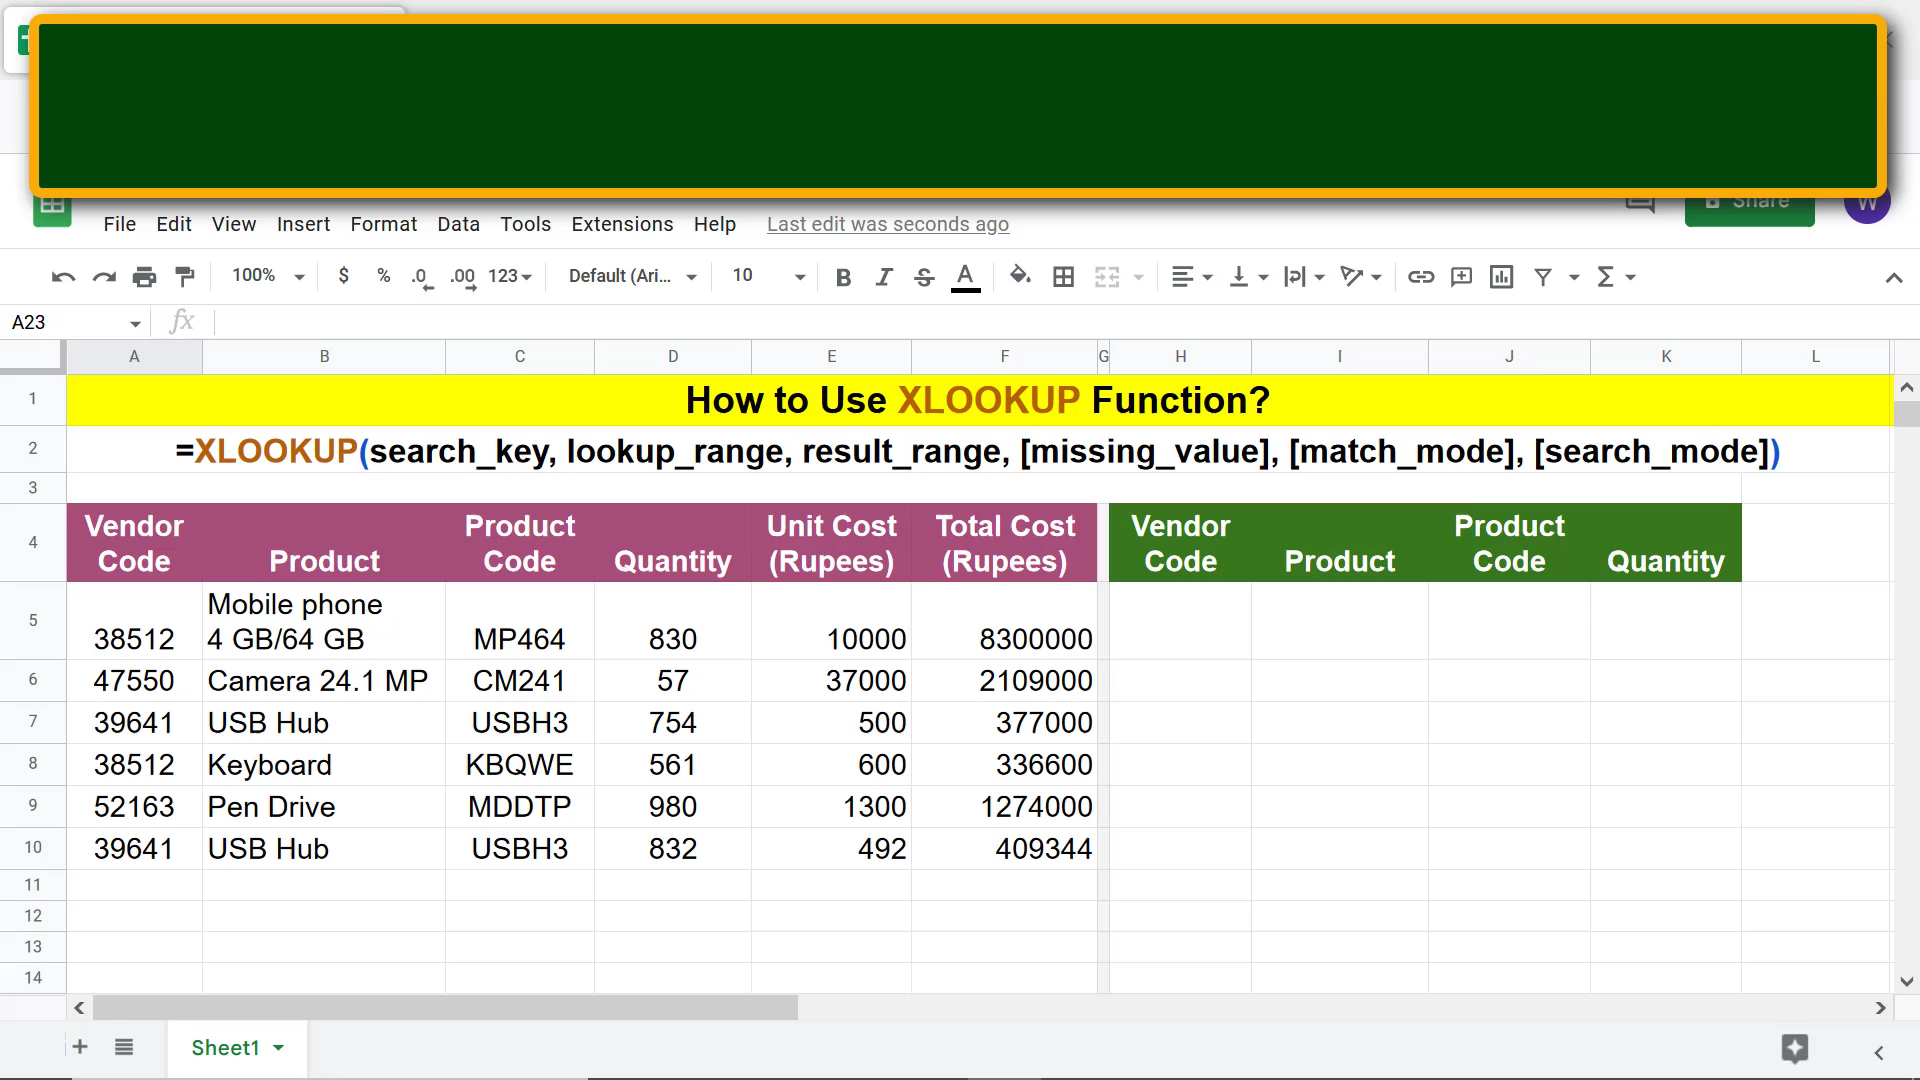 Share
W
File Edit View Insert Format Data Tools Extensions Help Last edit was seconds ago
100% $ % .0 .00 123 Default (Ari... 10 B I S A Σ
A23 fx
A B C D E F G H I J K L
1 How to Use XLOOKUP Function?
2 =XLOOKUP(search_key, lookup_range, result_range, [missing_value], [match_mode], [search_mode])
3
4 Vendor Code Product Product Code Quantity Unit Cost (Rupees) Total Cost (Rupees) Vendor Code Product Product Code Quantity
5 38512 Mobile phone 4 GB/64 GB MP464 830 10000 8300000
6 47550 Camera 24.1 MP CM241 57 37000 2109000
7 39641 USB Hub USBH3 754 500 377000
8 38512 Keyboard KBQWE 561 600 336600
9 52163 Pen Drive MDDTP 980 1300 1274000
10 39641 USB Hub USBH3 832 492 409344
11
12
13
14
Sheet1